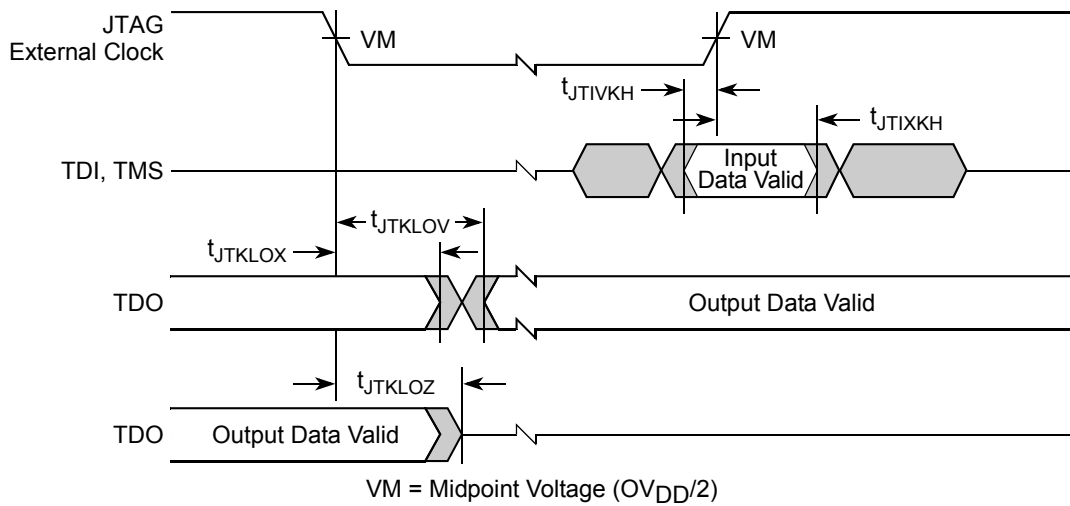 JTAG
External Clock
VM
VM
tJTIVKH
tJTIXKH
TDI, TMS
Input
Data Valid
tJTKLOV
tJTKLOX
TDO
Output Data Valid
tJTKLOZ
TDO
Output Data Valid
VM = Midpoint Voltage (OVDD/2)